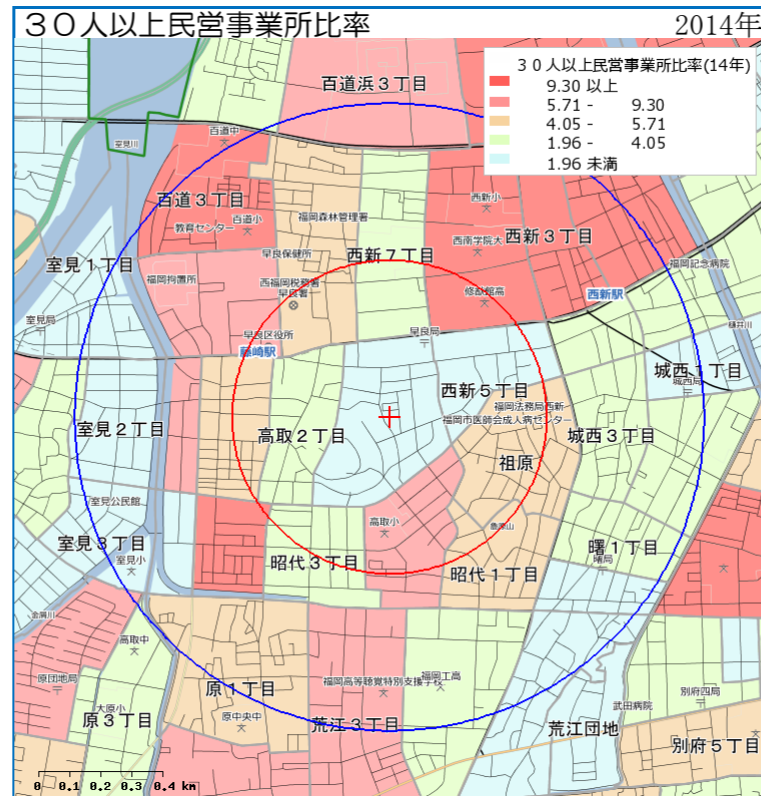 30人以上民営事業所比率
2014年
30人以上民営事業所比率(14年)
9.30 以上
5.71 - 9.30
4.05 - 5.71
1.96 - 4.05
1.96 未満
百道浜3丁目
百道中
室見川
百道3丁目
百道小
教育センター
福岡森林管理署
西新小
西南学院大
西新3丁目
早良保健所
西新7丁目
室見1丁目
福岡拘置所
西福岡税務署
早良署
修猷館高
福岡記念病院
西新駅
室見局
早良区役所
早良局
樋井川
藤崎駅
城西1丁目
西新5丁目
城西局
福岡法務局西新
福岡市医師会成人病センター
室見2丁目
高取2丁目
城西3丁目
祖原
室見公民館
高取小
室見3丁目
室見小
昭代3丁目
昭代1丁目
曙1丁目
曙局
金屑川
高取中
原団地局
福岡高等聴覚特別支援学校
福岡工高
原1丁目
別府四局
大原小
武田病院
原3丁目
原中央中
荒江3丁目
荒江団地
別府5丁目
0 0.1 0.2 0.3 0.4 km